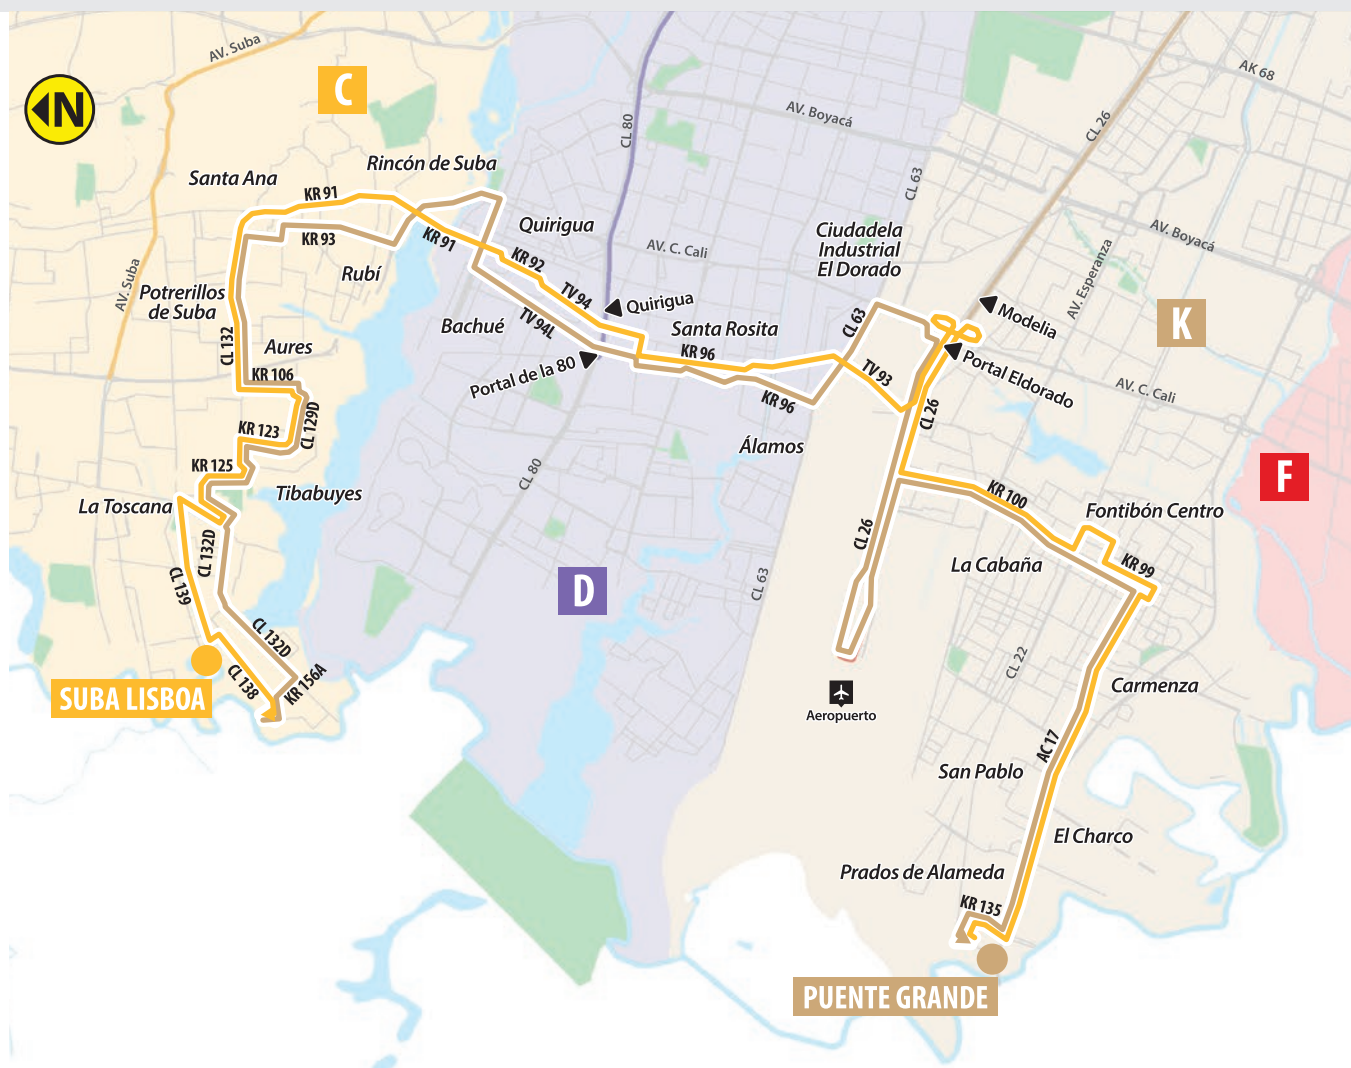 AV. Suba
N
C
AK 68
AV. Boyacá
CL 80
CL 26
Rincón de Suba
Santa Ana
KR 91
CL 63
KR 93
KR 91
Quirigua
AV. C. Cali
Ciudadela
Industrial
El Dorado
AV. Boyacá
KR 92
Rubí
AV. Suba
AV. Esperanza
Potrerillos
de Suba
TV 94
Quirigua
Modelia
K
Bachué
TV 94L
Santa Rosita
CL 63
CL 132
Aures
KR 96
Portal de la 80
Portal Eldorado
KR 106
TV 93
AV. C. Cali
KR 96
CL 26
CL 129D
KR 123
Álamos
KR 125
CL 80
F
Tibabuyes
La Toscana
KR 100
Fontibón Centro
CL 26
CL 132D
La Cabaña
KR 99
CL 139
CL 63
D
CL 132D
CL 22
CL 138
KR 156A
SUBA LISBOA
Carmenza
Aeropuerto
AC 17
San Pablo
El Charco
Prados de Alameda
KR 135
PUENTE GRANDE